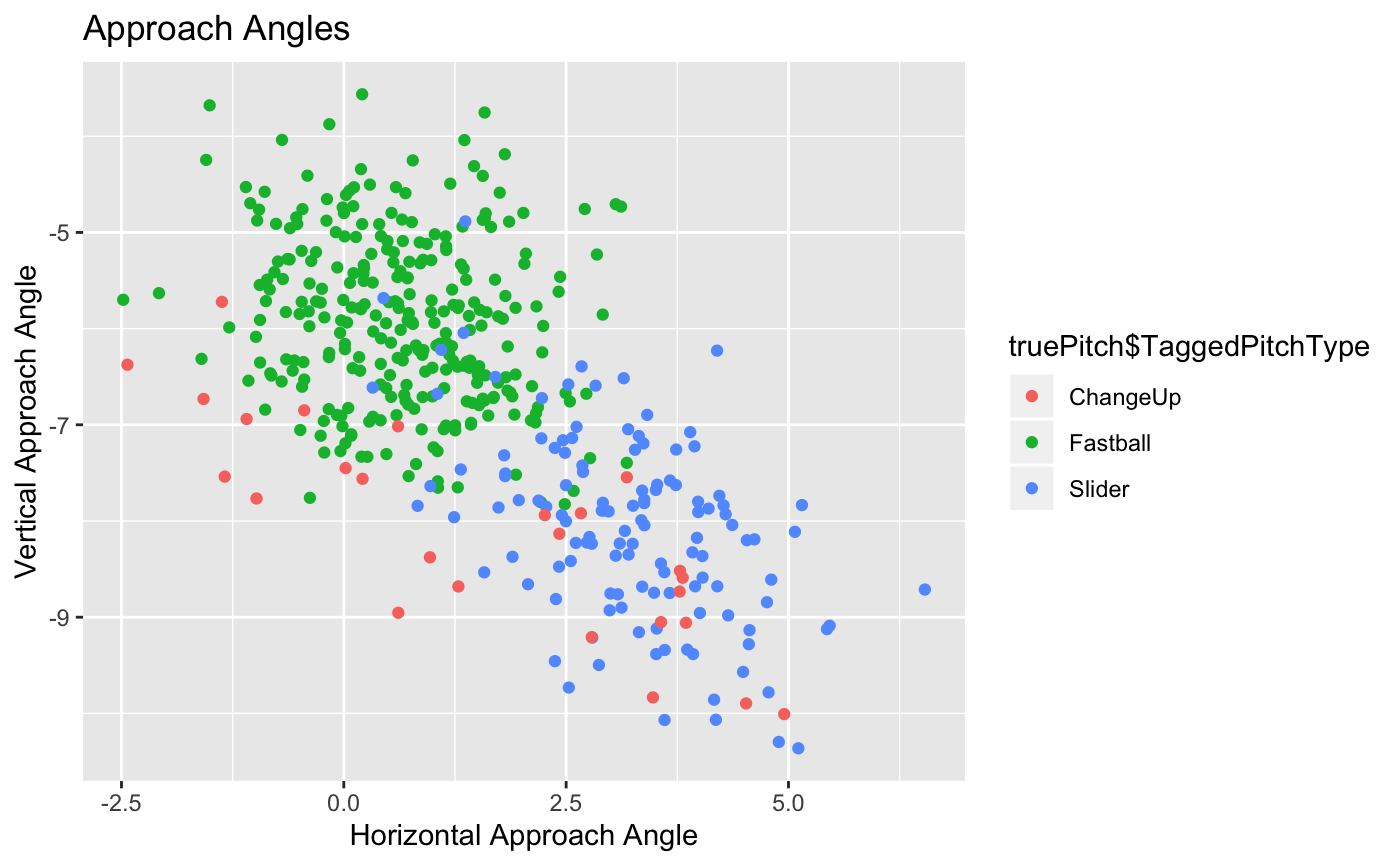 Approach Angles
Vertical Approach Angle
-5
-7
-9
-2.5
0.0
2.5
5.0
Horizontal Approach Angle
truePitch$TaggedPitchType
ChangeUp
Fastball
Slider